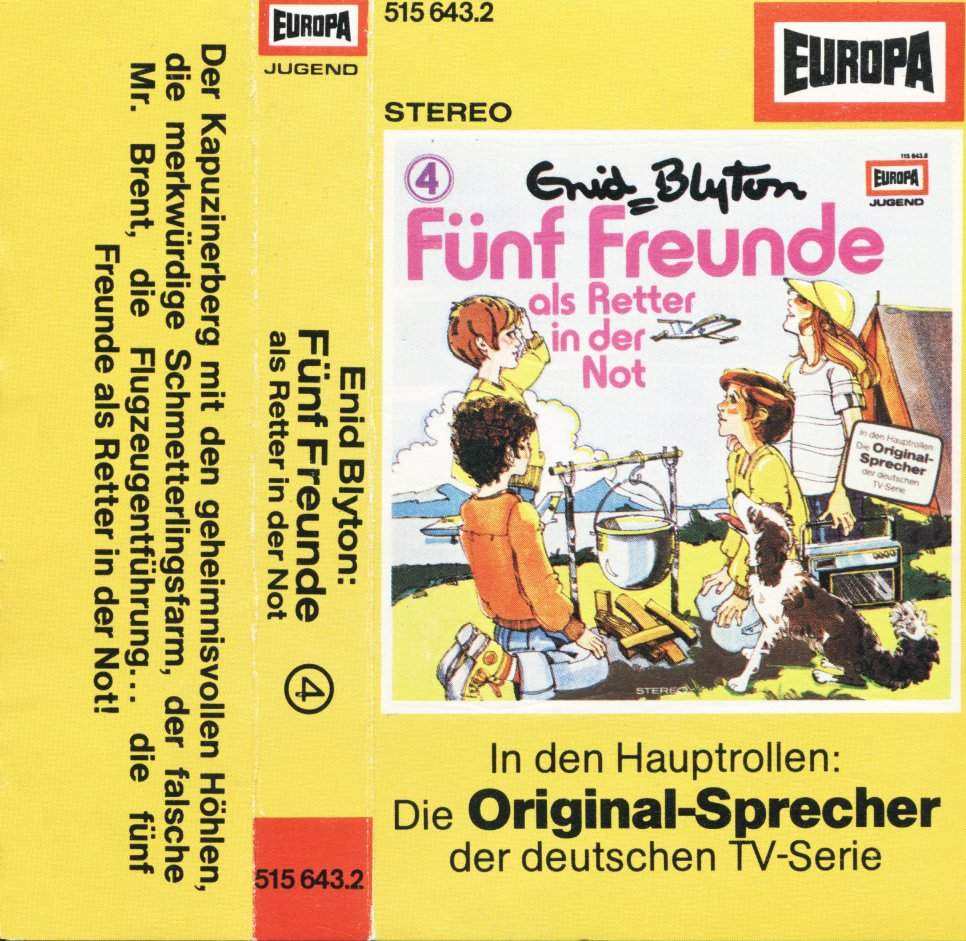 Der Kapuzinerberg mit den geheimnisvollen Höhlen,
die merkwürdige Schmetterlingsfarm, der falsche
Mr. Brent, die Flugzeugentführung... die fünf
Freunde als Retter in der Not!
EUROPA
JUGEND
Enid Blyton:
Fünf Freunde
als Retter in der Not
4
515 643.2
515 643.2
EUROPA
STEREO
4
Enid Blyton
115 643.2
EUROPA
JUGEND
Fünf Freunde
als Retter
in der
Not
In den Hauptrollen:
Die Original-
Sprecher
der deutschen
TV-Serie
STEREO
In den Hauptrollen:
Die Original-Sprecher
der deutschen TV-Serie